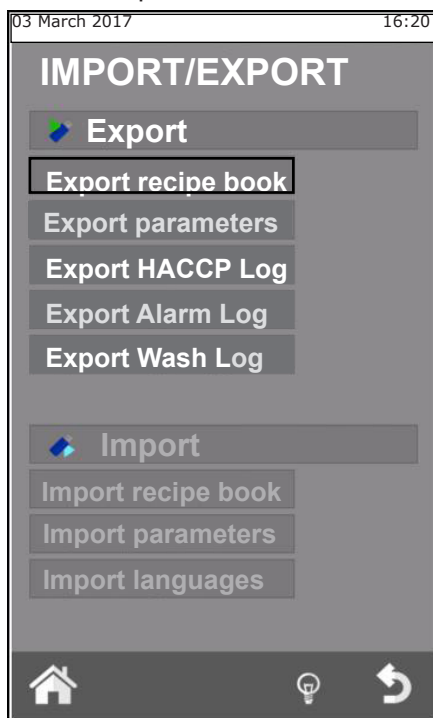 03 March 2017 16:20
IMPORT/EXPORT
Export
Export recipe book
Export parameters
Export HACCP Log
Export Alarm Log
Export Wash Log
Import
Import recipe book
Import parameters
Import languages